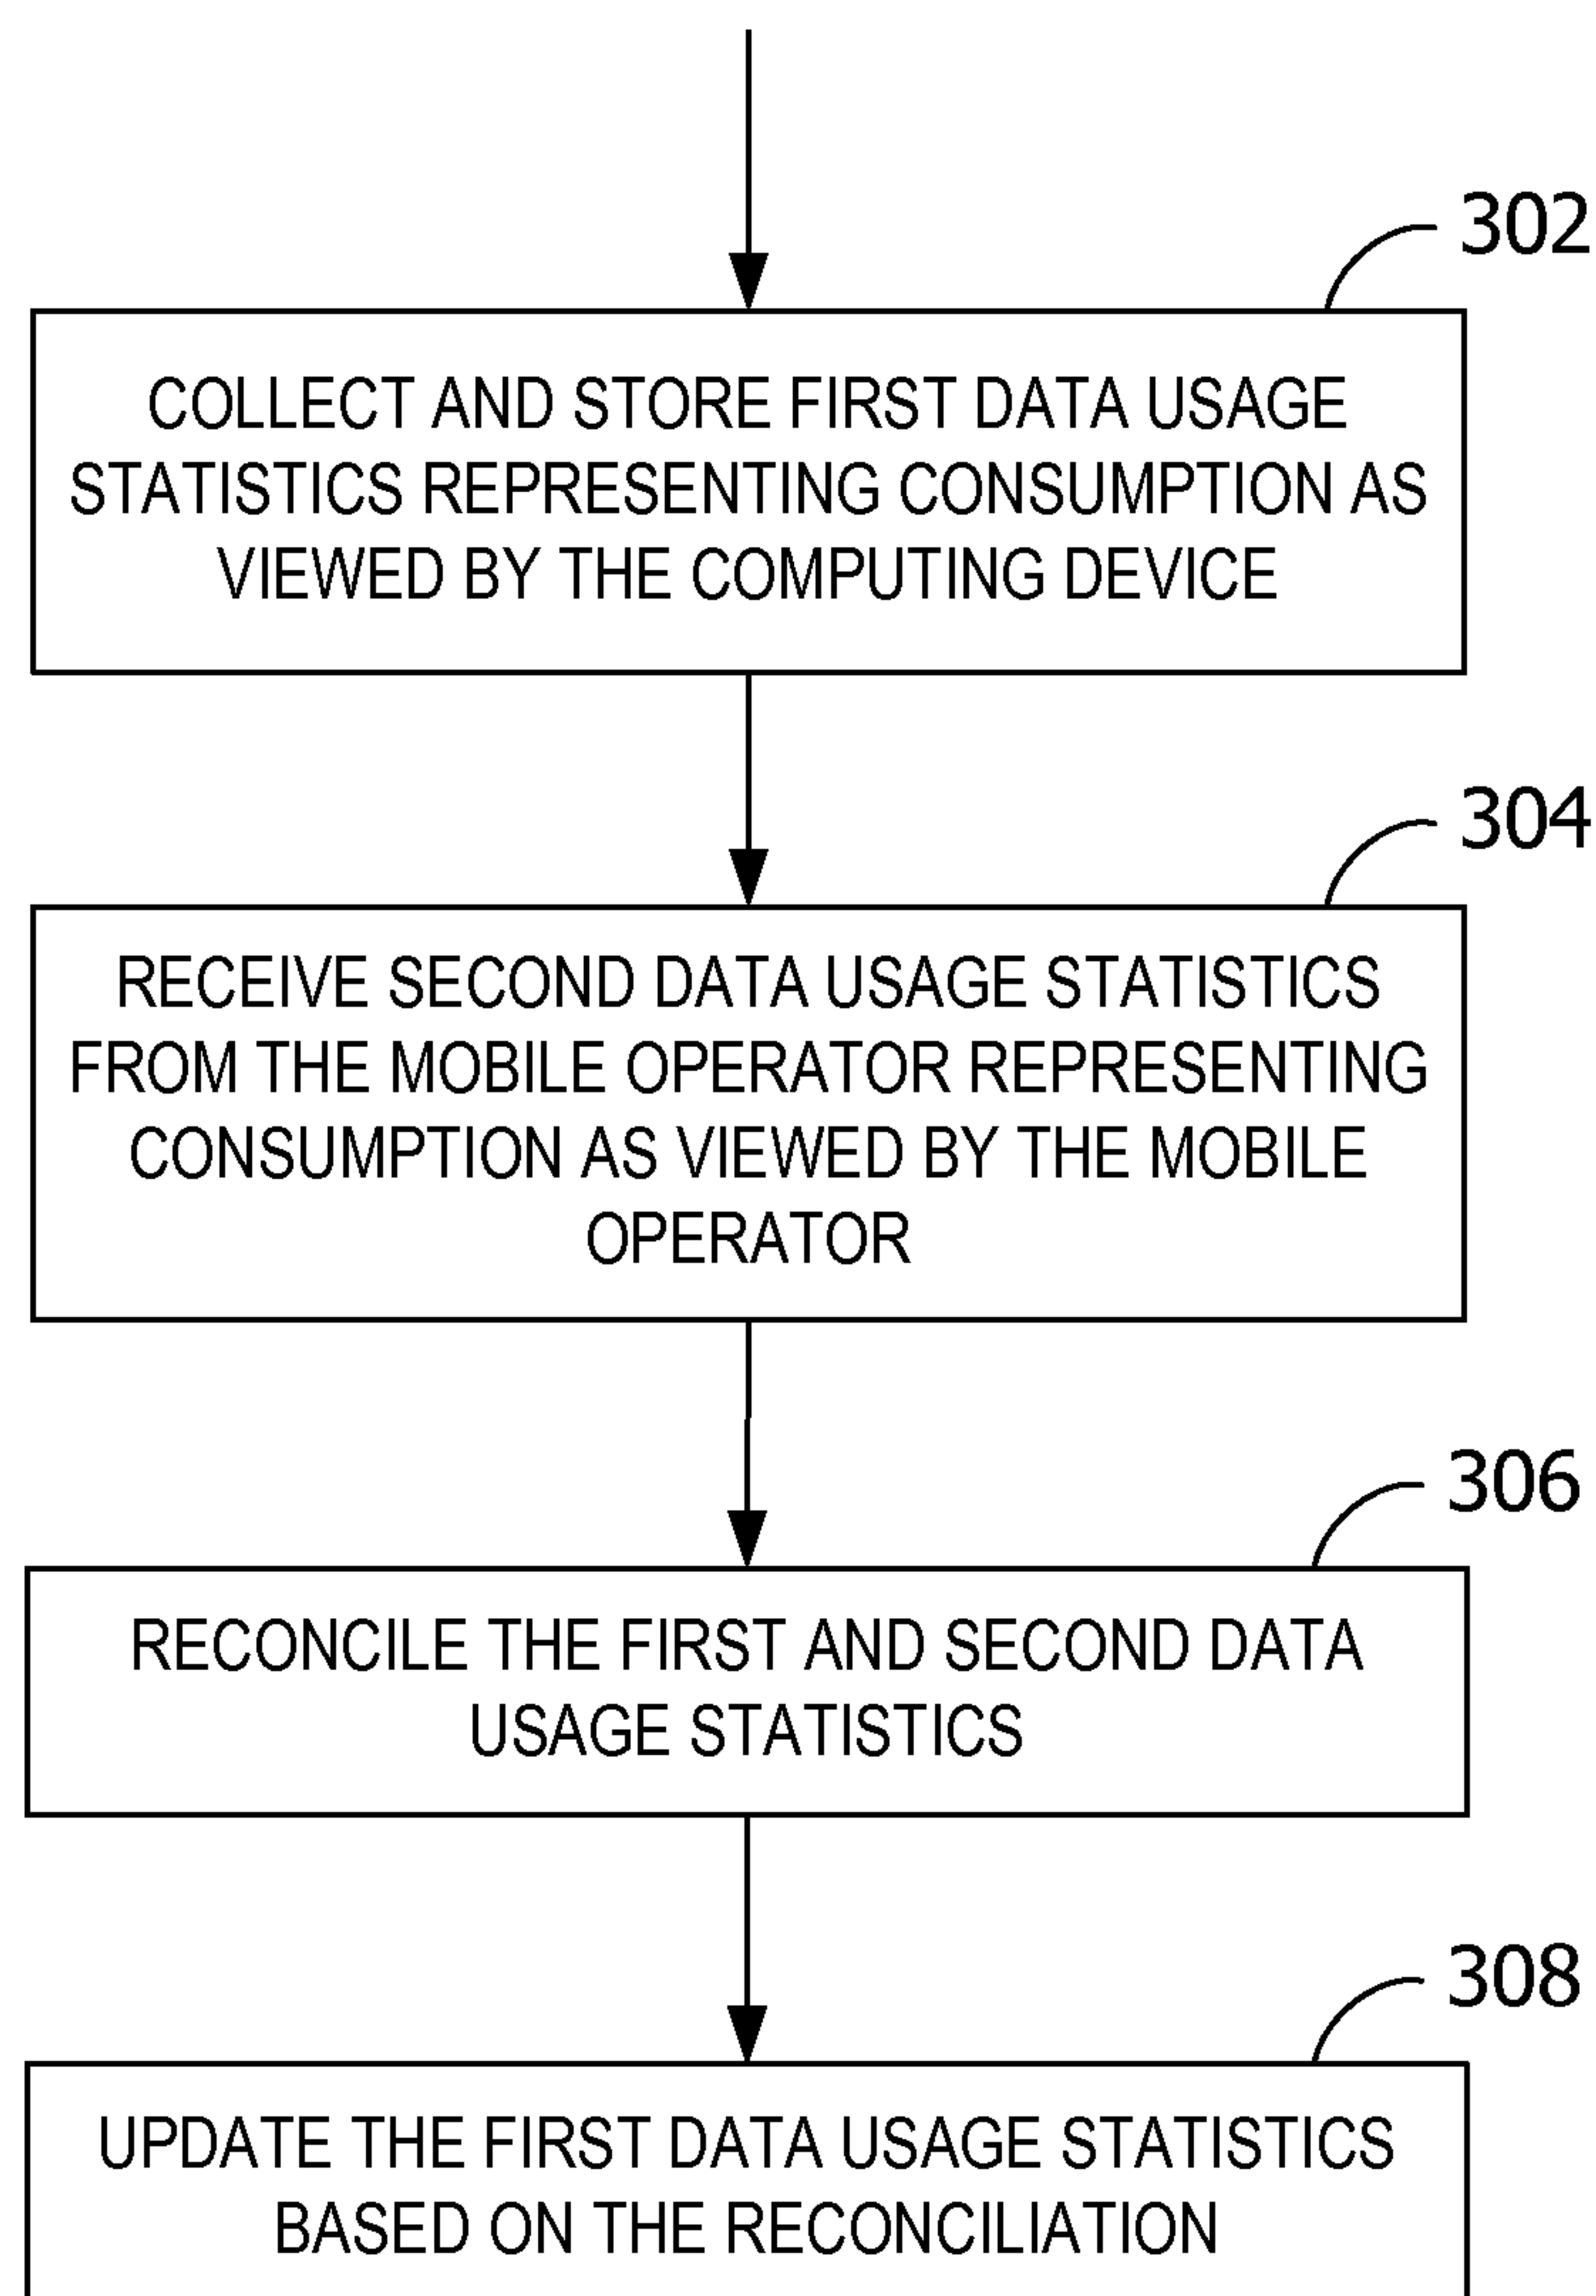 302
COLLECT AND STORE FIRST DATA USAGE
STATISTICS REPRESENTING CONSUMPTION AS
VIEWED BY THE COMPUTING DEVICE
304
RECEIVE SECOND DATA USAGE STATISTICS
FROM THE MOBILE OPERATOR REPRESENTING
CONSUMPTION AS VIEWED BY THE MOBILE
OPERATOR
306
RECONCILE THE FIRST AND SECOND DATA
USAGE STATISTICS
308
UPDATE THE FIRST DATA USAGE STATISTICS
BASED ON THE RECONCILIATION